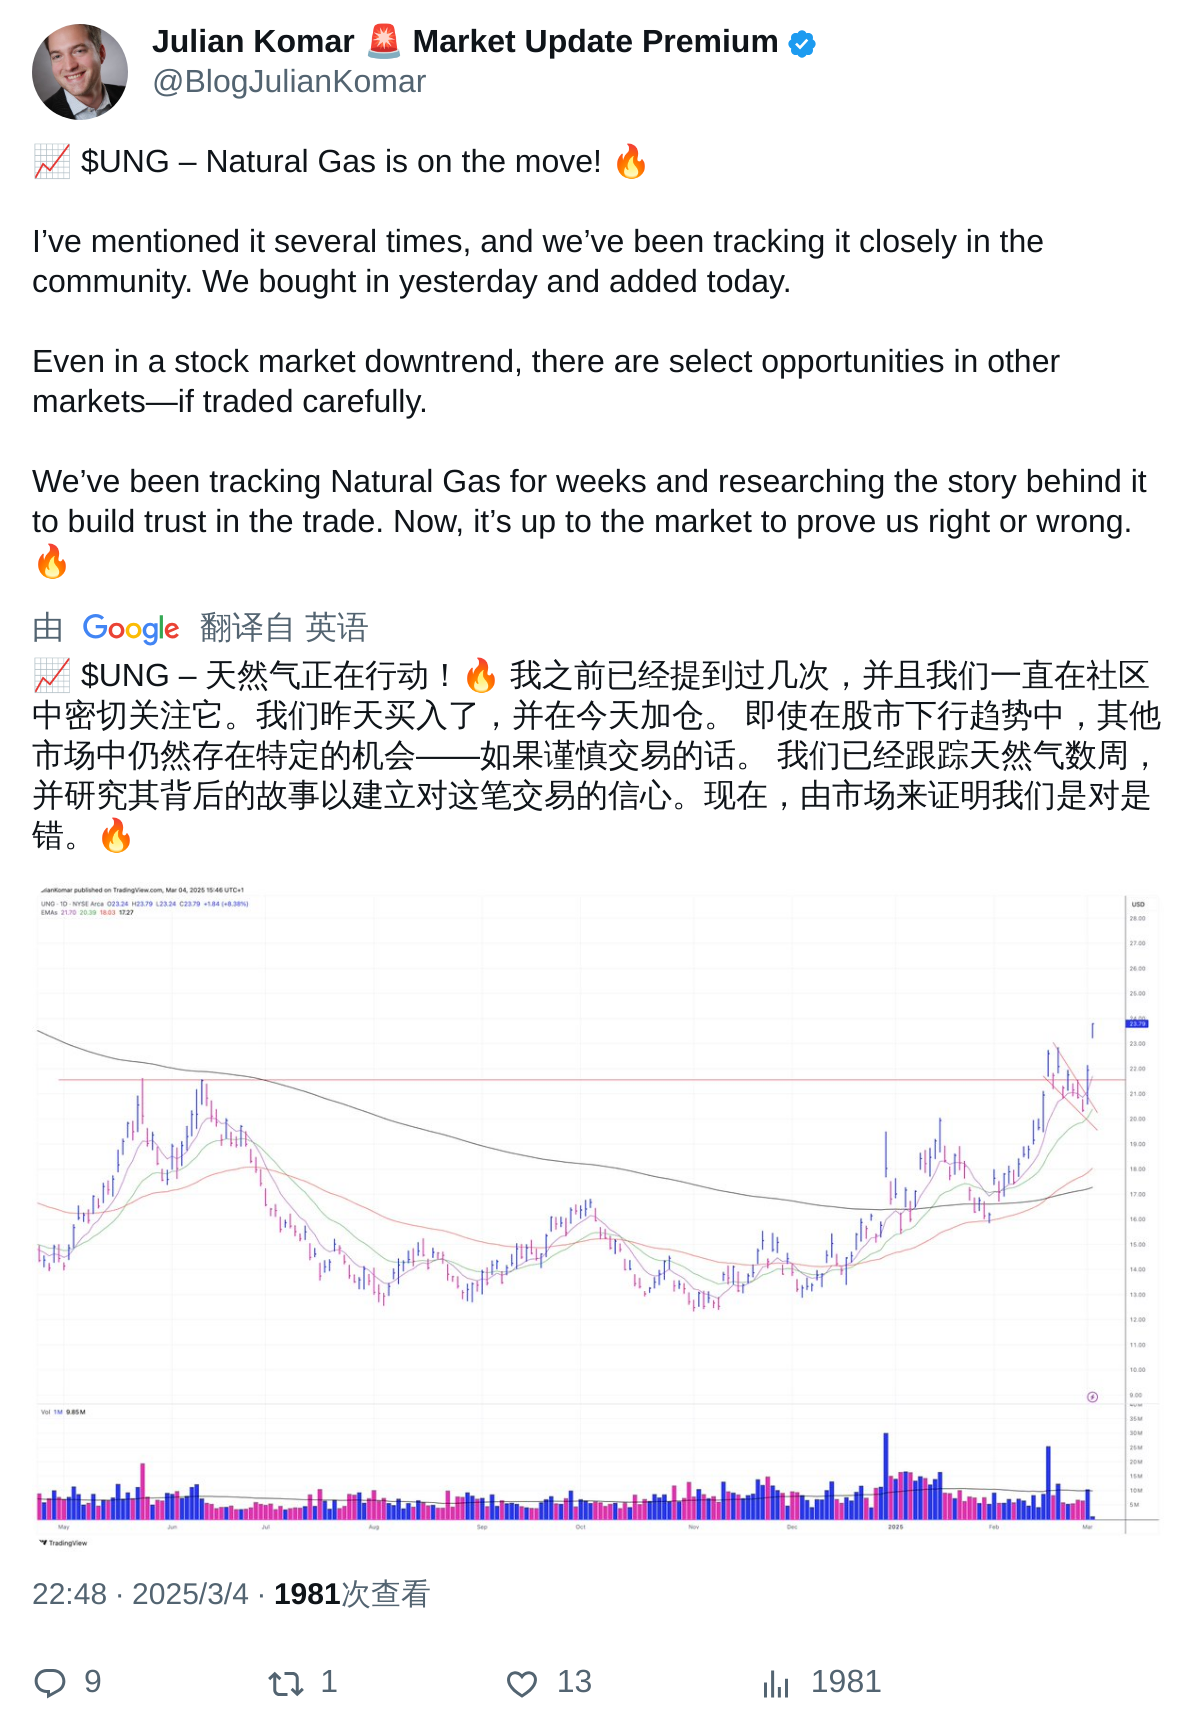 Julian Komar 🚨 Market Update Premium
@BlogJulianKomar
📈 $UNG – Natural Gas is on the move! 🔥
I’ve mentioned it several times, and we’ve been tracking it closely in the
community. We bought in yesterday and added today.
Even in a stock market downtrend, there are select opportunities in other
markets—if traded carefully.
We’ve been tracking Natural Gas for weeks and researching the story behind it
to build trust in the trade. Now, it’s up to the market to prove us right or wrong.
🔥
由 Google 翻译自 英语
📈 $UNG – 天然气正在行动！🔥 我之前已经提到过几次，并且我们一直在社区
中密切关注它。我们昨天买入了，并在今天加仓。 即使在股市下行趋势中，其他
市场中仍然存在特定的机会——如果谨慎交易的话。 我们已经跟踪天然气数周，
并研究其背后的故事以建立对这笔交易的信心。现在，由市场来证明我们是对是
错。🔥
JulianKomar published on TradingView.com, Mar 04, 2025 15:46 UTC+1
UNG · 1D · NYSE Arca O23.24 H23.79 L23.24 C23.79 +1.84 (+8.38%)
EMAs 21.70 20.39 18.03 17.27
USD
28.00
27.00
26.00
25.00
24.00
23.79
23.00
22.00
21.00
20.00
19.00
18.00
17.00
16.00
15.00
14.00
13.00
12.00
11.00
10.00
9.00
Vol 1M 9.85M
40M
35M
30M
25M
20M
15M
10M
5M
May Jun Jul Aug Sep Oct Nov Dec 2025 Feb Mar
TradingView
22:48 · 2025/3/4 · 1981次查看
9 1 13 1981